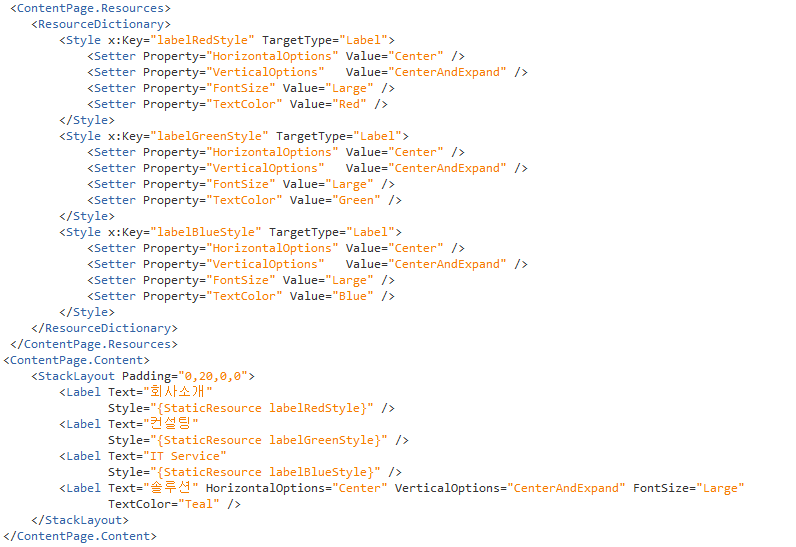 <ContentPage.Resources>
<ResourceDictionary>
<Style x:Key="labelRedStyle" TargetType="Label">
<Setter Property="HorizontalOptions" Value="Center" />
<Setter Property="VerticalOptions"   Value="CenterAndExpand" />
<Setter Property="FontSize" Value="Large" />
<Setter Property="TextColor" Value="Red" />
</Style>
<Style x:Key="labelGreenStyle" TargetType="Label">
<Setter Property="HorizontalOptions" Value="Center" />
<Setter Property="VerticalOptions"   Value="CenterAndExpand" />
<Setter Property="FontSize" Value="Large" />
<Setter Property="TextColor" Value="Green" />
</Style>
<Style x:Key="labelBlueStyle" TargetType="Label">
<Setter Property="HorizontalOptions" Value="Center" />
<Setter Property="VerticalOptions"   Value="CenterAndExpand" />
<Setter Property="FontSize" Value="Large" />
<Setter Property="TextColor" Value="Blue" />
</Style>
</ResourceDictionary>
</ContentPage.Resources>
<ContentPage.Content>
<StackLayout Padding="0,20,0,0">
<Label Text="회사소개"
Style="{StaticResource labelRedStyle}" />
<Label Text="컨설팅"
Style="{StaticResource labelGreenStyle}" />
<Label Text="IT Service"
Style="{StaticResource labelBlueStyle}" />
<Label Text="솔루션" HorizontalOptions="Center" VerticalOptions="CenterAndExpand" FontSize="Large"
TextColor="Teal" />
</StackLayout>
</ContentPage.Content>